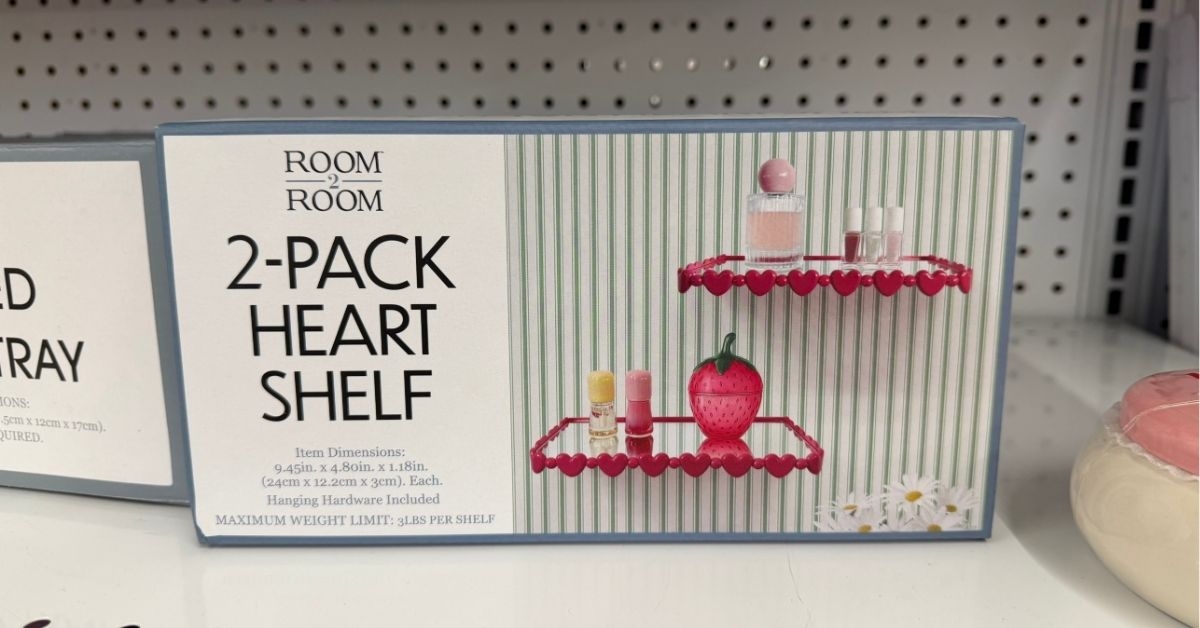 ROOM
2
ROOM
2-PACK
HEART
SHELF
Item Dimensions:
9.45in. x 4.80in. x 1.18in.
(24cm x 12.2cm x 3cm). Each.
Hanging Hardware Included
MAXIMUM WEIGHT LIMIT: 3LBS PER SHELF
ED
TRAY
IONS:
.5cm x 12cm x 17cm).
QUIRED.